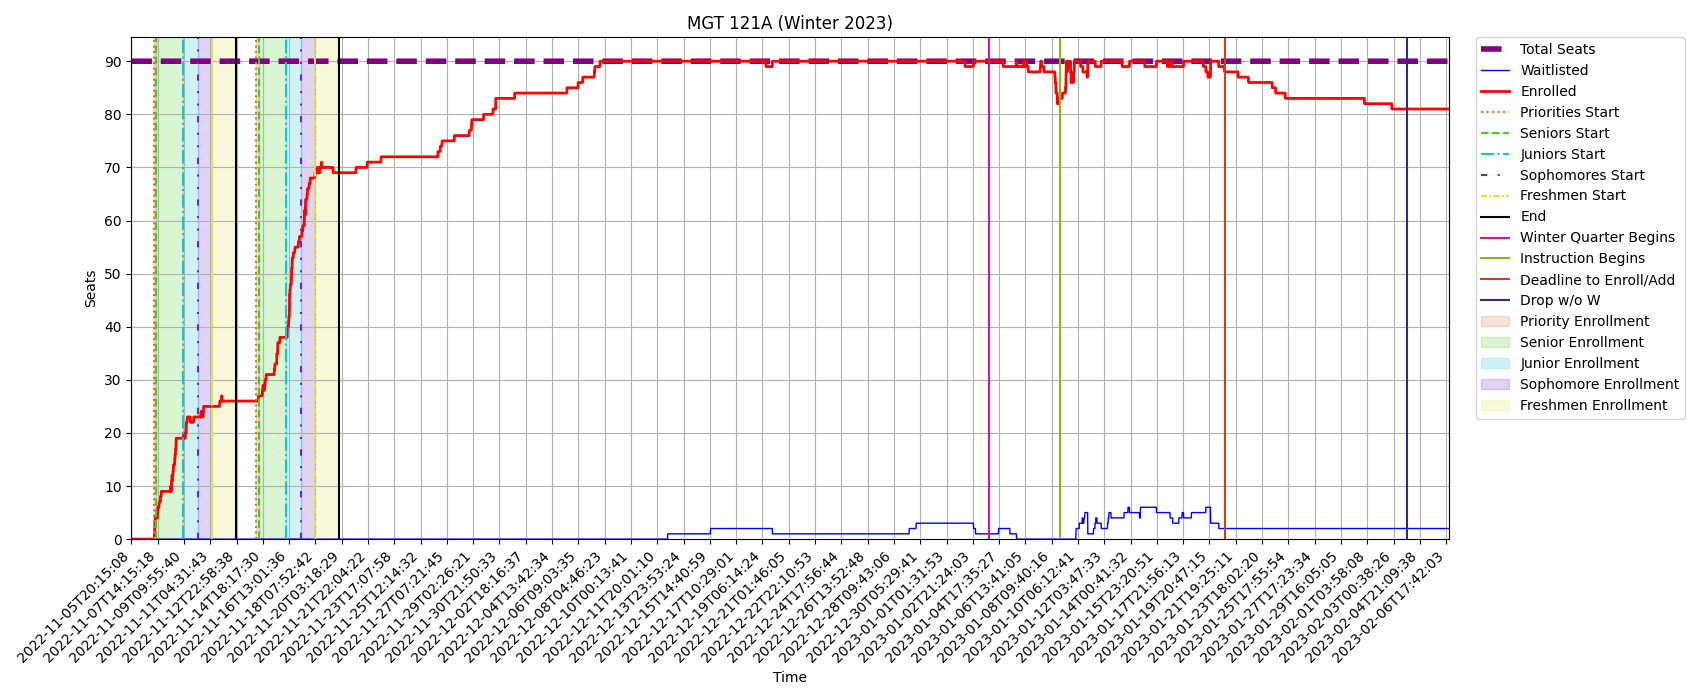 MGT 121A (Winter 2023)
Seats
90
80
70
60
50
40
30
20
10
0
2022-11-05T20:15:08
2022-11-07T14:15:18
2022-11-09T09:55:40
2022-11-11T04:31:43
2022-11-12T22:58:38
2022-11-14T18:17:30
2022-11-16T13:01:36
2022-11-18T07:52:42
2022-11-20T03:18:29
2022-11-21T22:04:22
2022-11-23T17:07:58
2022-11-25T12:14:32
2022-11-27T07:21:45
2022-11-29T02:26:21
2022-11-30T21:50:33
2022-12-02T18:16:37
2022-12-04T13:42:34
2022-12-06T09:03:35
2022-12-08T04:46:23
2022-12-10T00:13:41
2022-12-11T20:01:10
2022-12-13T23:53:24
2022-12-15T14:40:59
2022-12-17T10:29:01
2022-12-19T06:14:24
2022-12-21T01:46:05
2022-12-22T22:10:53
2022-12-24T17:56:44
2022-12-26T13:52:48
2022-12-28T09:43:06
2022-12-30T05:29:41
2023-01-01T01:31:53
2023-01-02T21:24:03
2023-01-04T17:35:27
2023-01-06T13:41:05
2023-01-08T09:40:16
2023-01-10T06:12:41
2023-01-12T03:47:33
2023-01-14T00:41:32
2023-01-15T23:20:51
2023-01-17T21:56:13
2023-01-19T20:47:15
2023-01-21T19:25:11
2023-01-23T18:02:20
2023-01-25T17:55:54
2023-01-27T17:23:34
2023-01-29T16:05:05
2023-02-01T03:58:08
2023-02-03T00:38:26
2023-02-04T21:09:38
2023-02-06T17:42:03
Time
Total Seats
Waitlisted
Enrolled
Priorities Start
Seniors Start
Juniors Start
Sophomores Start
Freshmen Start
End
Winter Quarter Begins
Instruction Begins
Deadline to Enroll/Add
Drop w/o W
Priority Enrollment
Senior Enrollment
Junior Enrollment
Sophomore Enrollment
Freshmen Enrollment